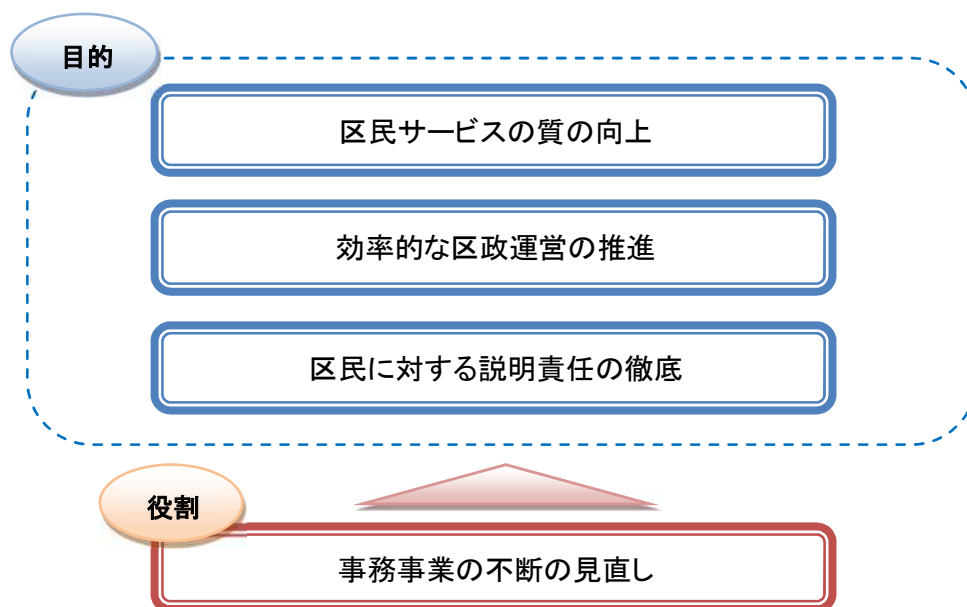 目的
区民サービスの質の向上
効率的な区政運営の推進
区民に対する説明責任の徹底
役割
事務事業の不断の見直し